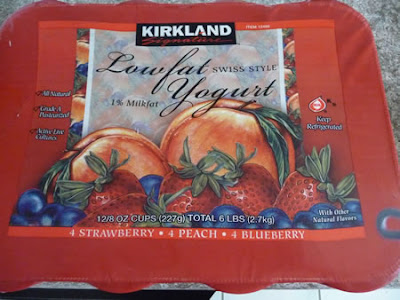 KIRKLAND
Signature
Lowfat SWISS STYLE
Yogurt
1% Milkfat
All Natural
Grade A
Pasteurized
Active Live
Cultures
Keep
Refrigerated
12/8 OZ CUPS (227g) TOTAL 6 LBS (2.7kg)
With Other
Natural Flavors
4 STRAWBERRY • 4 PEACH • 4 BLUEBERRY